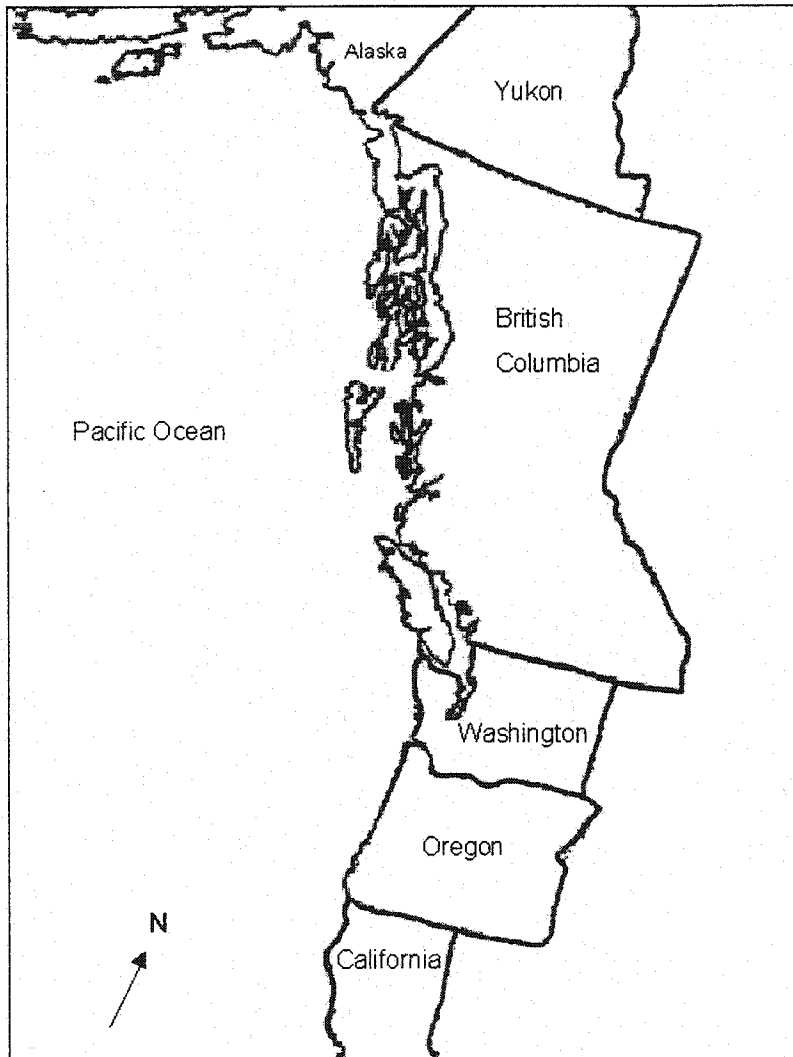 Alaska
Yukon
British
Columbia
Pacific Ocean
Washington
Oregon
N
California